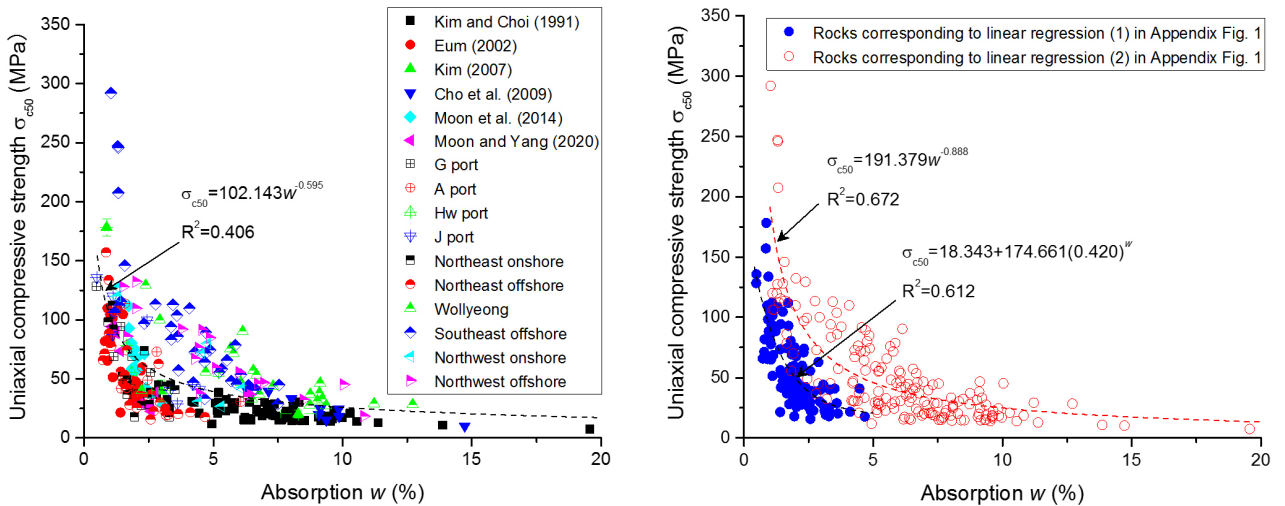 350
300
250
200
150
100
50
0
0
5
10
15
20
Uniaxial compressive strength σc50 (MPa)
Absorption w (%)
Kim and Choi (1991)
Eum (2002)
Kim (2007)
Cho et al. (2009)
Moon et al. (2014)
Moon and Yang (2020)
G port
A port
Hw port
J port
Northeast onshore
Northeast offshore
Wollyeong
Southeast offshore
Northwest onshore
Northwest offshore
σc50=102.143w-0.595
R2=0.406
350
300
250
200
150
100
50
0
0
5
10
15
20
Uniaxial compressive strength σc50 (MPa)
Absorption w (%)
Rocks corresponding to linear regression (1) in Appendix Fig. 1
Rocks corresponding to linear regression (2) in Appendix Fig. 1
σc50=191.379w-0.888
R2=0.672
σc50=18.343+174.661(0.420)w
R2=0.612